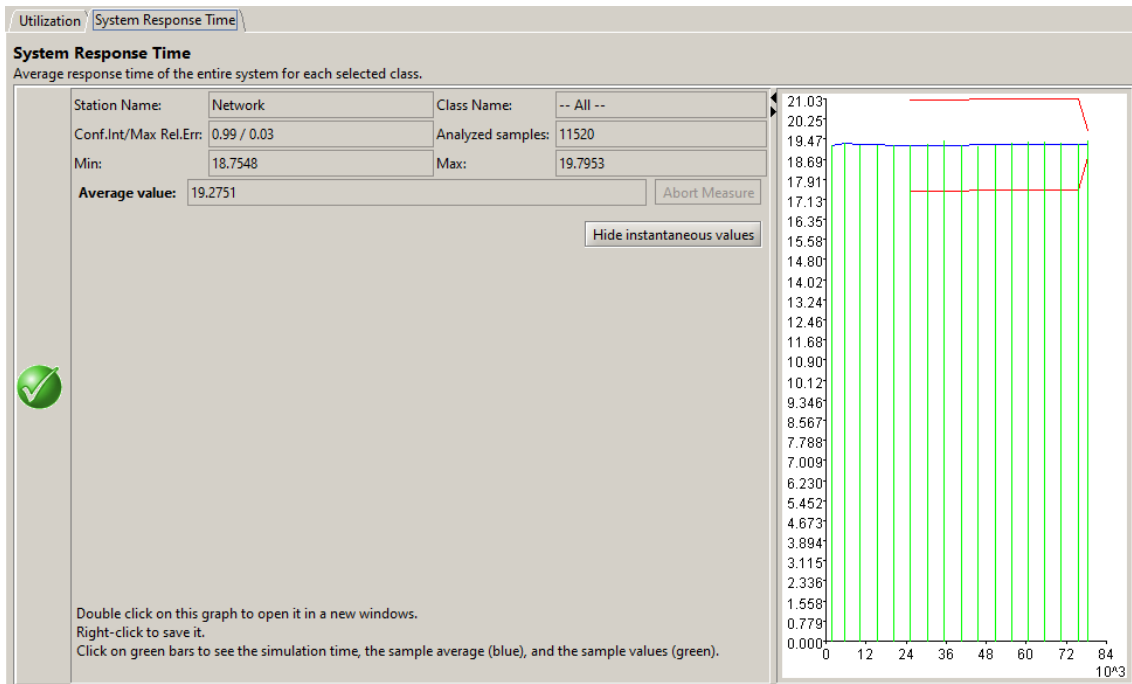 Utilization System Response Time
System Response Time
Average response time of the entire system for each selected class.
Station Name: Network Class Name: -- All --
Conf.Int/Max Rel.Err: 0.99 / 0.03 Analyzed samples: 11520
Min: 18.7548 Max: 19.7953
Average value: 19.2751 Abort Measure
Hide instantaneous values
Double click on this graph to open it in a new windows.
Right-click to save it.
Click on green bars to see the simulation time, the sample average (blue), and the sample values (green).
21.03
20.25
19.47
18.69
17.91
17.13
16.35
15.58
14.80
14.02
13.24
12.46
11.68
10.90
10.12
9.346
8.567
7.788
7.009
6.230
5.452
4.673
3.894
3.115
2.336
1.558
0.779
0.000
0 12 24 36 48 60 72 84
10^3